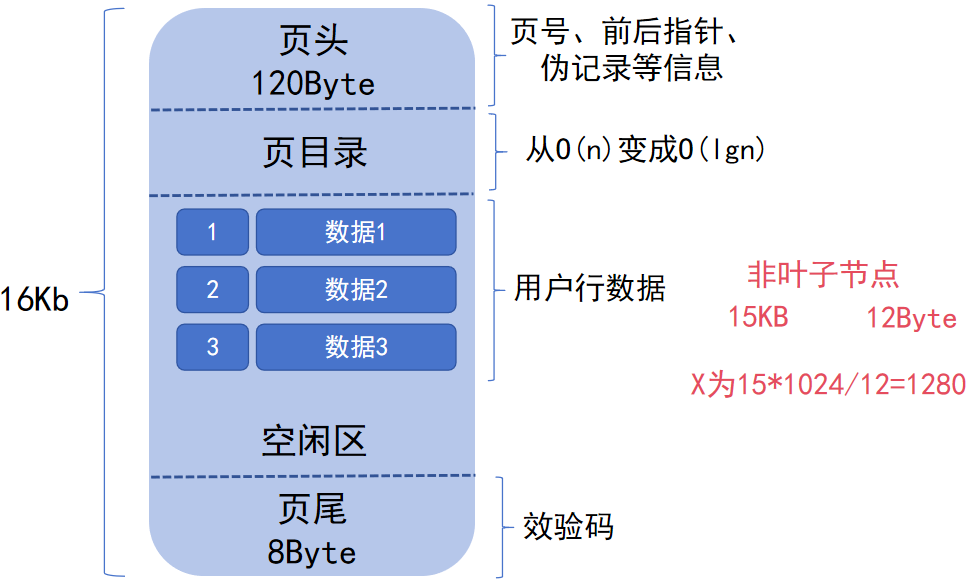 页头
120Byte
页号、前后指针、
伪记录等信息
页目录
从O(n)变成O(lgn)
1 数据1
2 数据2
3 数据3
16Kb
用户行数据
非叶子节点
15KB 12Byte
X为15*1024/12=1280
空闲区
页尾
8Byte
效验码